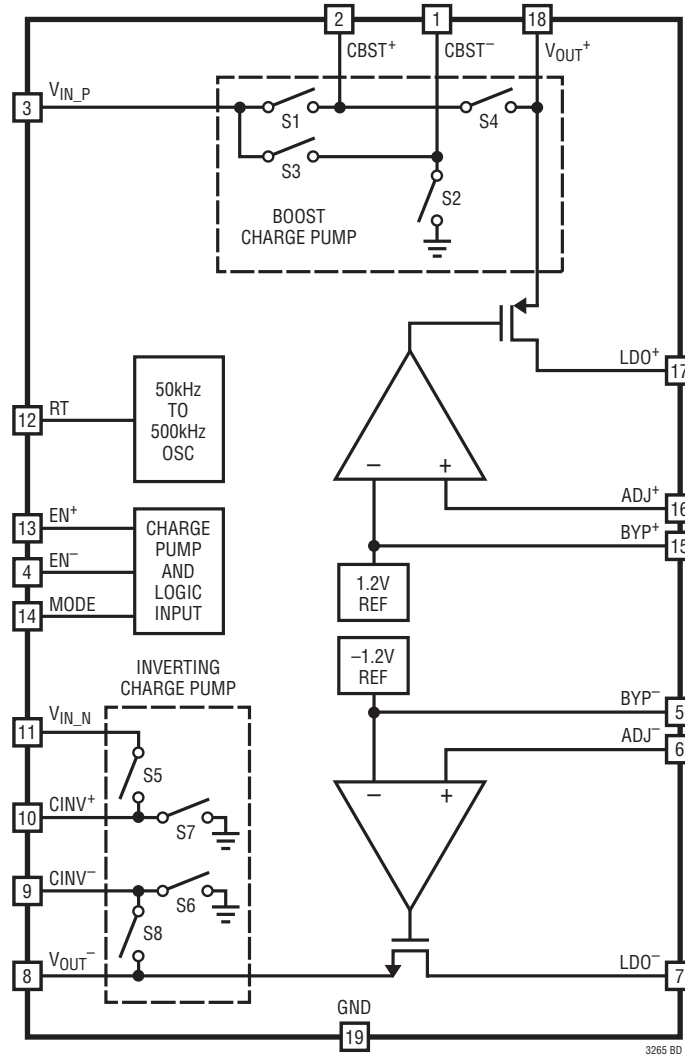 2
1
18
CBST+
CBST–
VOUT+
3
VIN_P
S1
S4
S3
S2
BOOST
CHARGE PUMP
LDO+
17
50kHz
TO
500kHz
OSC
12
RT
–
+
ADJ+
16
13
EN+
BYP+
15
CHARGE
PUMP
AND
LOGIC
INPUT
4
EN–
14
MODE
1.2V
REF
–1.2V
REF
INVERTING
CHARGE PUMP
BYP–
5
11
VIN_N
ADJ–
6
S5
–
+
10
CINV+
S7
9
CINV–
S6
S8
8
VOUT–
LDO–
7
GND
19
3265 BD